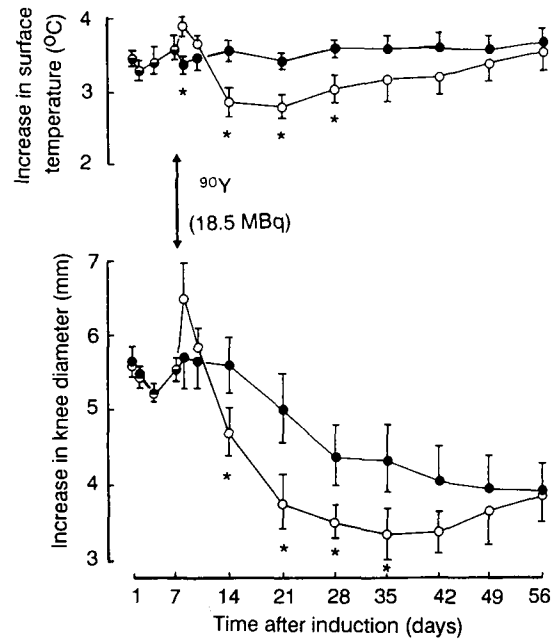 Increase in surface
temperature (°C)
4
3
2
*
*
*
*
⁹⁰Y
(18.5 MBq)
Increase in knee diameter (mm)
7
6
5
4
3
*
*
*
*
1 7 14 21 28 35 42 49 56
Time after induction (days)